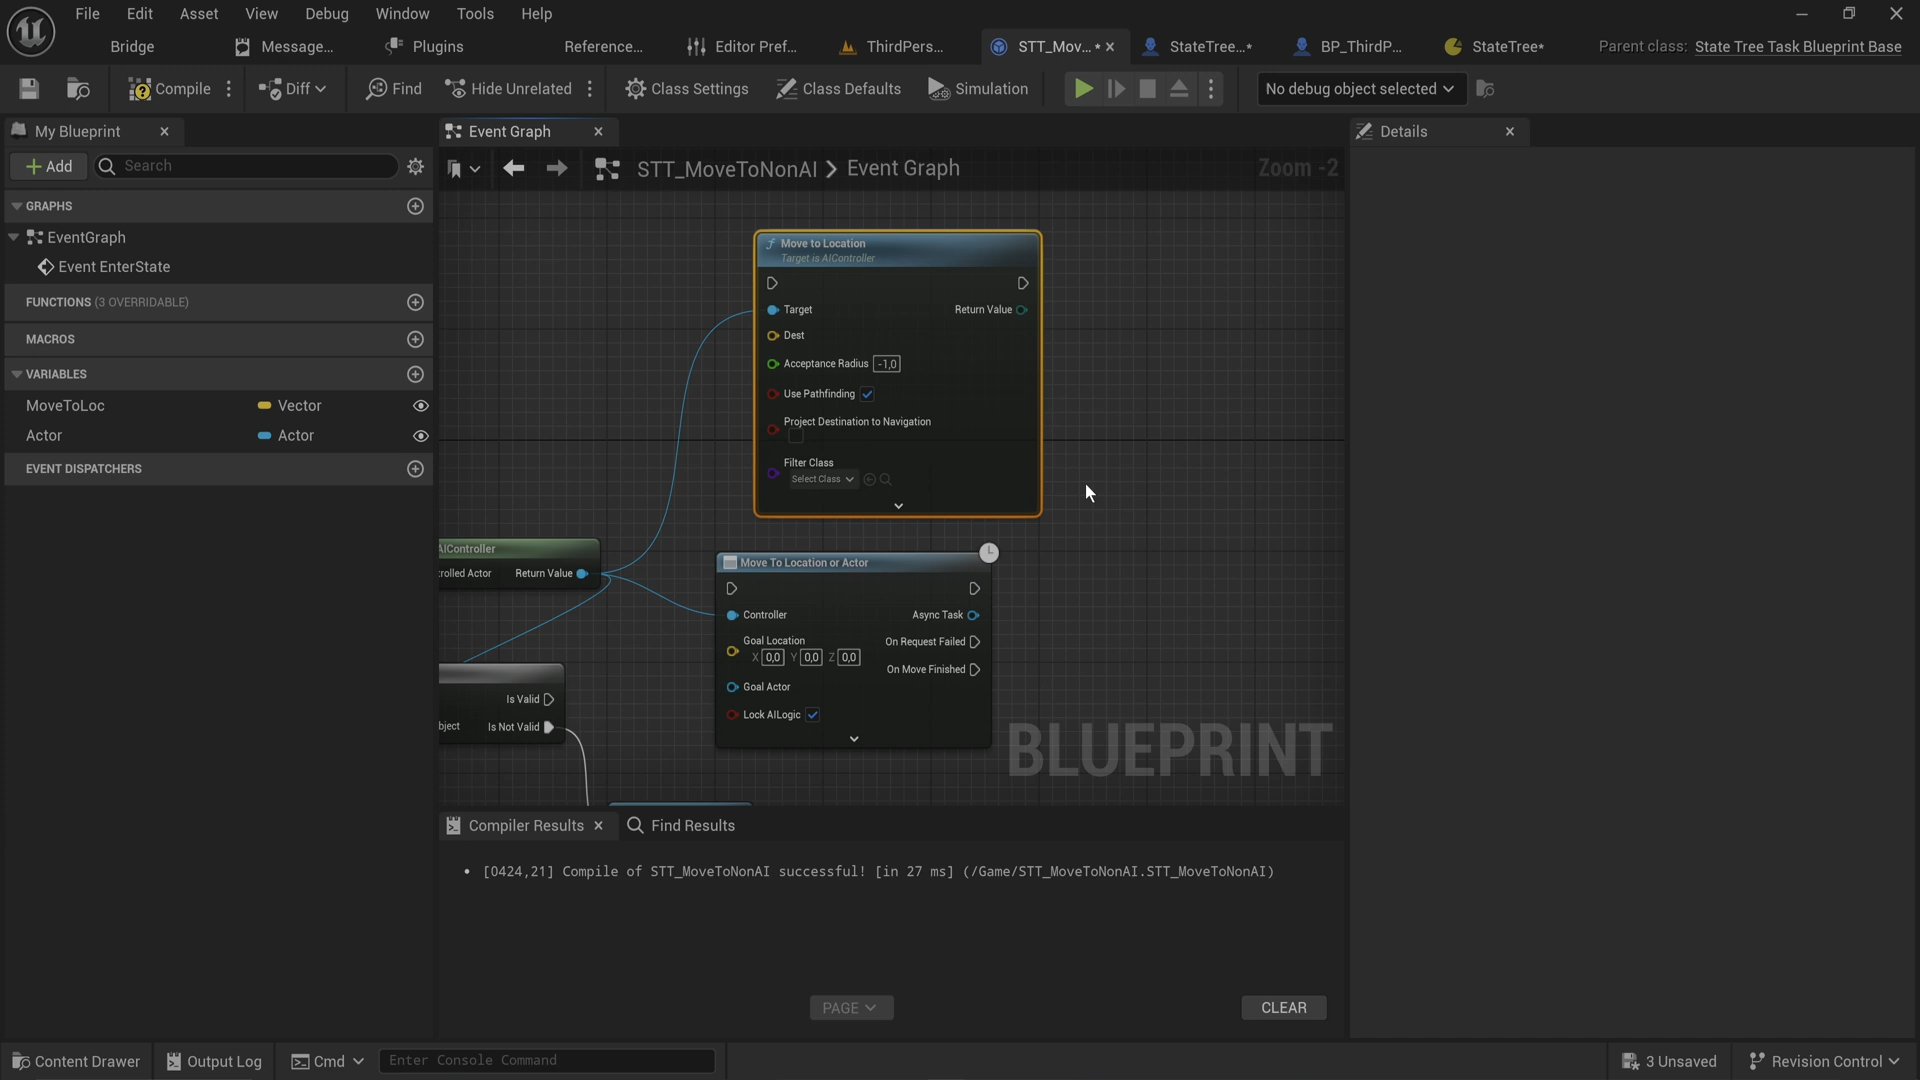 File Edit Asset View Debug Window Tools Help
Bridge Message... Plugins Reference... Editor Pref... ThirdPers... STT_Mov... * StateTree...* BP_ThirdP... StateTree* Parent class: State Tree Task Blueprint Base
Compile Diff Find Hide Unrelated Class Settings Class Defaults Simulation No debug object selected
My Blueprint
Event Graph
Details
Add Search
STT_MoveToNonAI > Event Graph
Zoom -2
GRAPHS
EventGraph
Event EnterState
FUNCTIONS (3 OVERRIDABLE)
MACROS
VARIABLES
MoveToLoc Vector
Actor Actor
EVENT DISPATCHERS
f Move to Location
Target is AIController
Target Return Value
Dest
Acceptance Radius -1,0
Use Pathfinding
Project Destination to Navigation
Filter Class
Select Class
AIController
trolled Actor Return Value
Is Valid
bject Is Not Valid
Move To Location or Actor
Controller Async Task
Goal Location On Request Failed
X 0,0 Y 0,0 Z 0,0
On Move Finished
Goal Actor
Lock AILogic
BLUEPRINT
Compiler Results Find Results
• [0424,21] Compile of STT_MoveToNonAI successful! [in 27 ms] (/Game/STT_MoveToNonAI.STT_MoveToNonAI)
PAGE CLEAR
Content Drawer Output Log Cmd Enter Console Command 3 Unsaved Revision Control